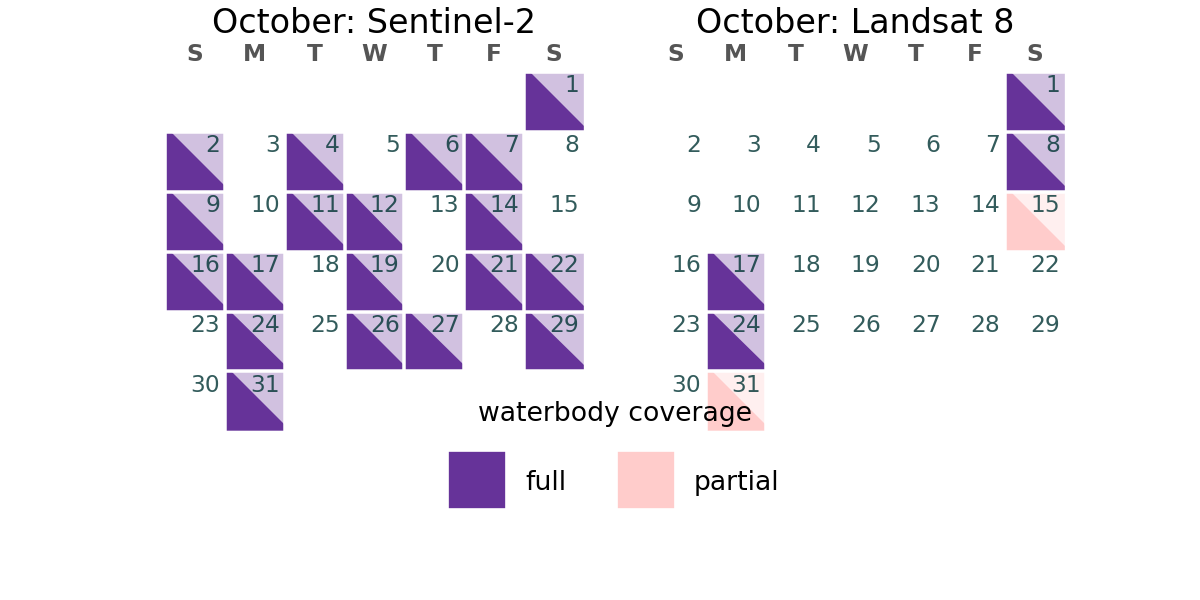 October: Sentinel-2
S M T W T F S
1
2 3 4 5 6 7 8
9 10 11 12 13 14 15
16 17 18 19 20 21 22
23 24 25 26 27 28 29
30 31
October: Landsat 8
S M T W T F S
1
2 3 4 5 6 7 8
9 10 11 12 13 14 15
16 17 18 19 20 21 22
23 24 25 26 27 28 29
30 31
waterbody coverage
full
partial